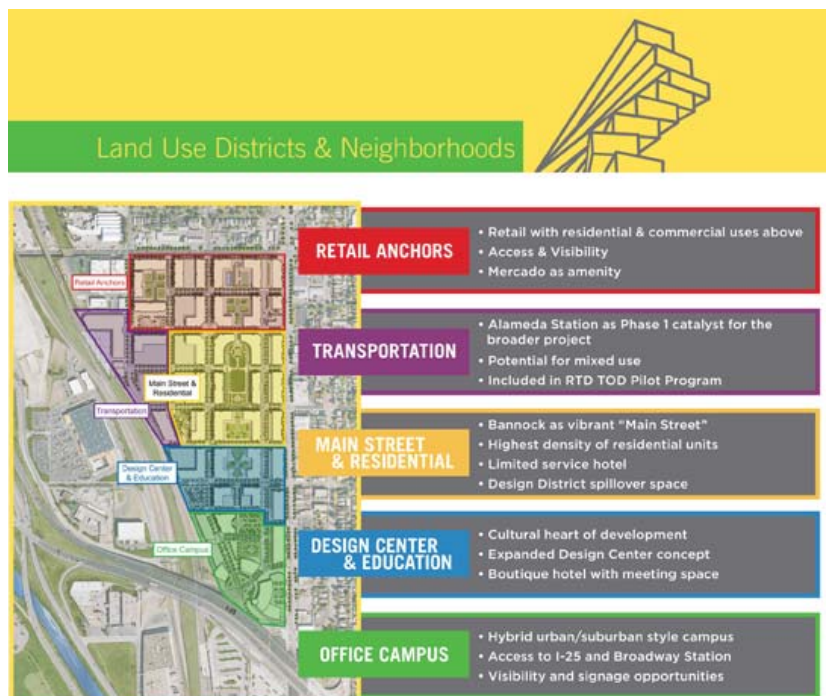 Land Use Districts & Neighborhoods
Retail Anchors
Main Street &
Residential
Transportation
Design Center
& Education
Office Campus
I-25
RETAIL ANCHORS
• Retail with residential & commercial uses above
• Access & Visibility
• Mercado as amenity
TRANSPORTATION
• Alameda Station as Phase 1 catalyst for the
broader project
• Potential for mixed use
• Included in RTD TOD Pilot Program
MAIN STREET
& RESIDENTIAL
• Bannock as vibrant "Main Street"
• Highest density of residential units
• Limited service hotel
• Design District spillover space
DESIGN CENTER
& EDUCATION
• Cultural heart of development
• Expanded Design Center concept
• Boutique hotel with meeting space
OFFICE CAMPUS
• Hybrid urban/suburban style campus
• Access to I-25 and Broadway Station
• Visibility and signage opportunities